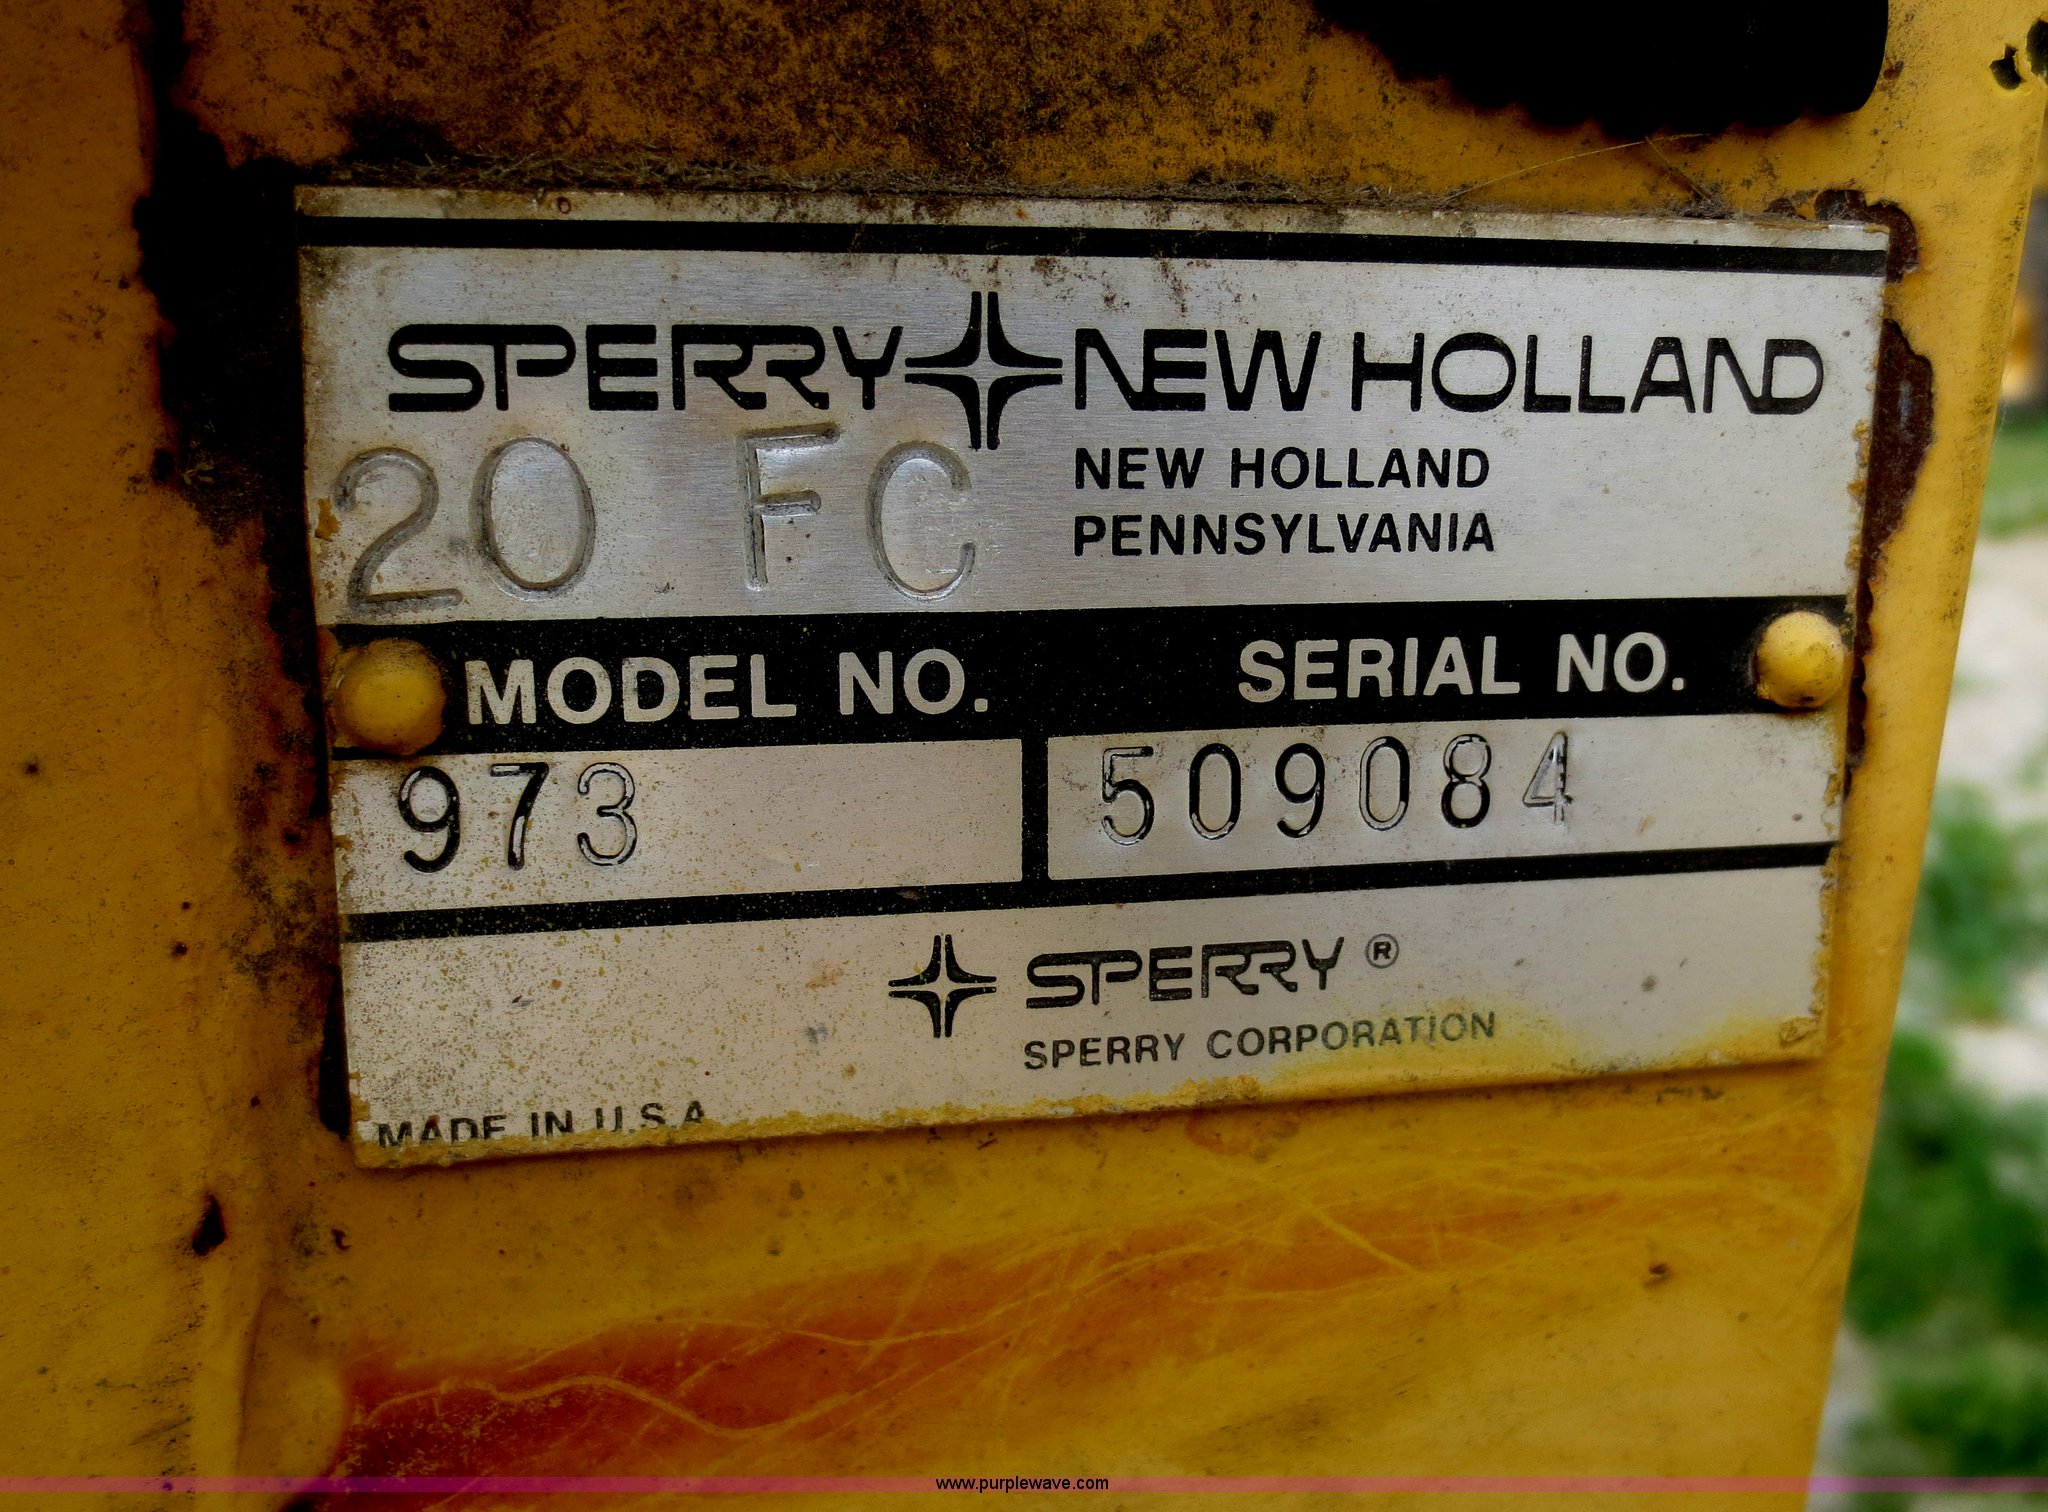 SPERRY NEW HOLLAND
20 FC
NEW HOLLAND
PENNSYLVANIA
MODEL NO. SERIAL NO.
973 509084
SPERRY ®
SPERRY CORPORATION
MADE IN U.S.A
www.purplewave.com